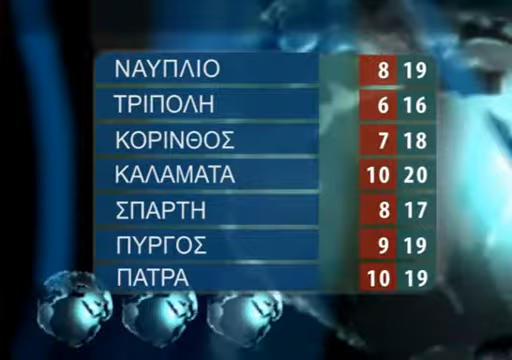 ΝΑΥΠΛΙΟ 8 19
ΤΡΙΠΟΛΗ 6 16
ΚΟΡΙΝΘΟΣ 7 18
ΚΑΛΑΜΑΤΑ 10 20
ΣΠΑΡΤΗ 8 17
ΠΥΡΓΟΣ 9 19
ΠΑΤΡΑ 10 19